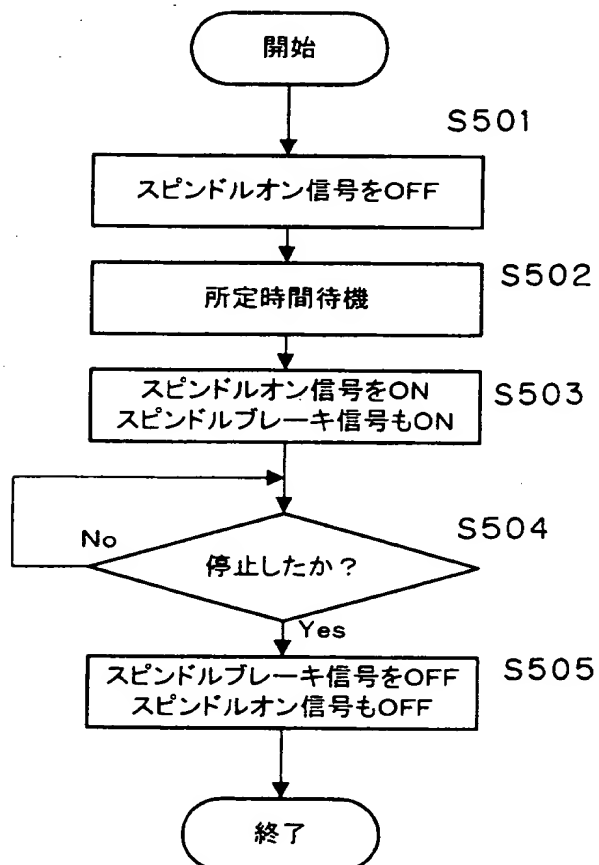 開始
S501
スピンドルオン信号をOFF
S502
所定時間待機
スピンドルオン信号をON
スピンドルブレーキ信号もON
S503
S504
No
停止したか?
Yes
スピンドルブレーキ信号をOFF
スピンドルオン信号もOFF
S505
終了